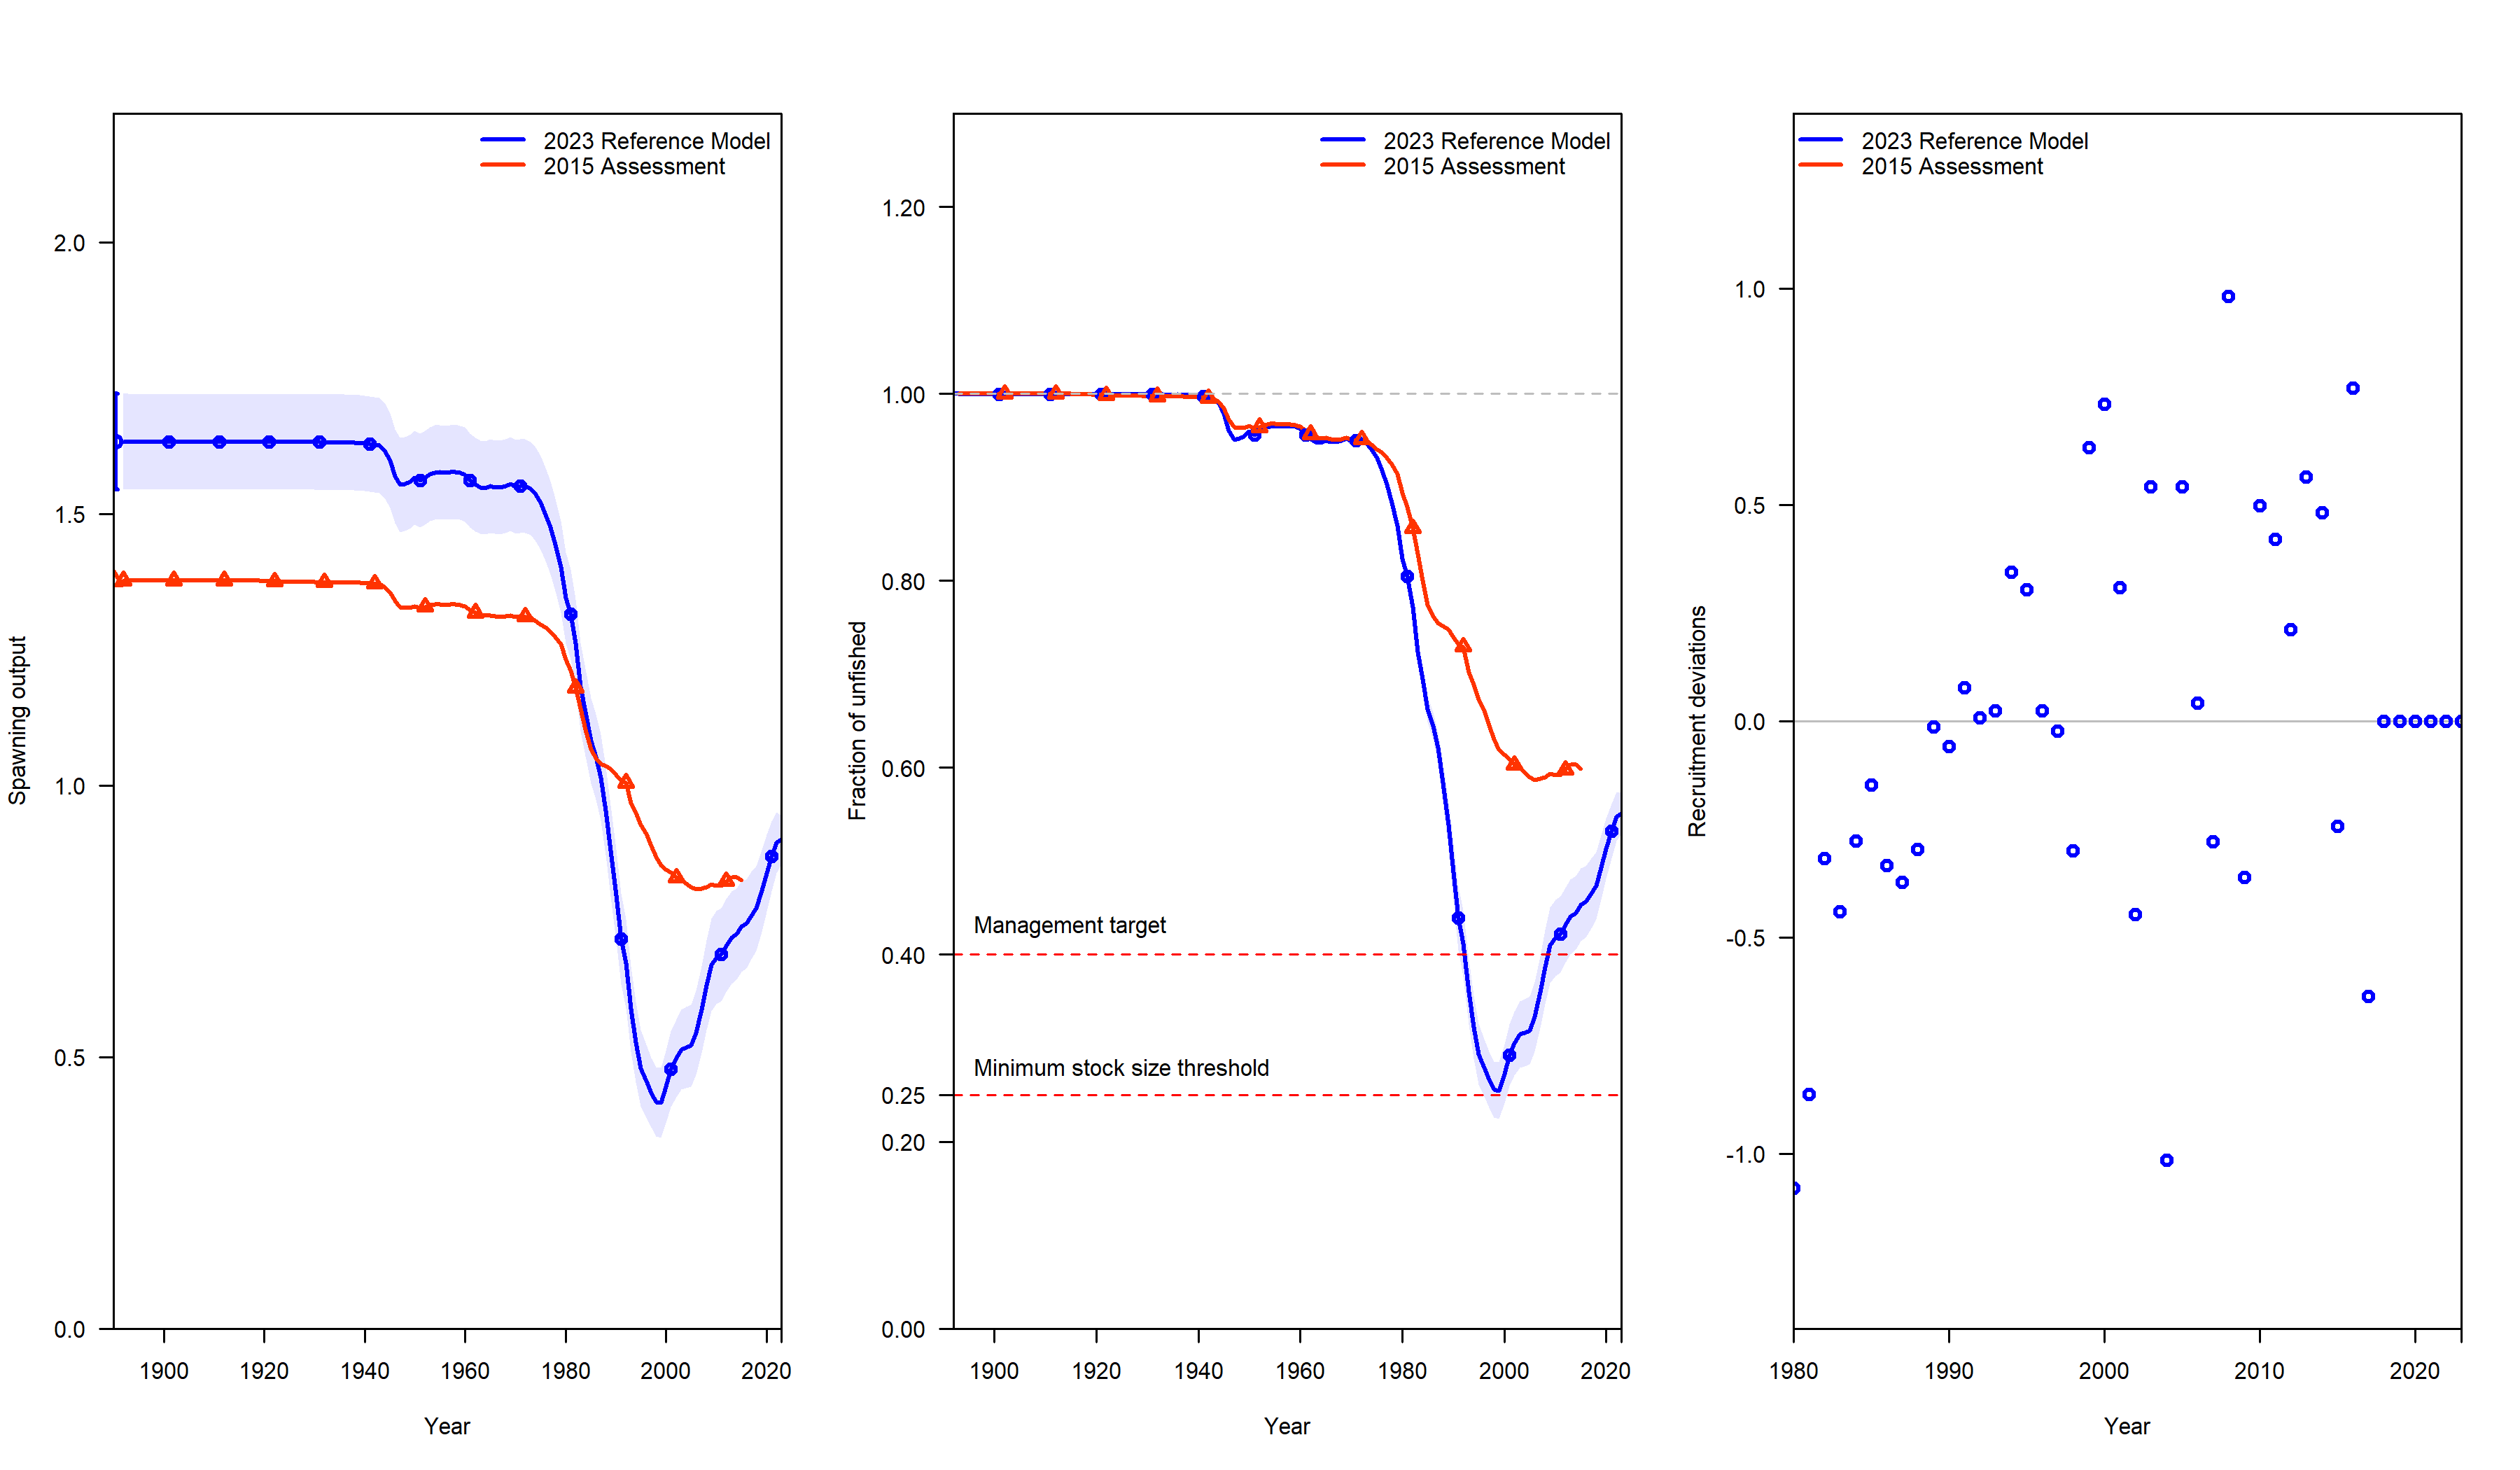 2023 Reference Model
2015 Assessment
Spawning output
2.0
1.5
1.0
0.5
0.0
1900 1920 1940 1960 1980 2000 2020
Year
2023 Reference Model
2015 Assessment
Fraction of unfished
1.20
1.00
0.80
0.60
0.40
0.25
0.20
0.00
Management target
Minimum stock size threshold
1900 1920 1940 1960 1980 2000 2020
Year
2023 Reference Model
2015 Assessment
Recruitment deviations
1.0
0.5
0.0
-0.5
-1.0
1980 1990 2000 2010 2020
Year